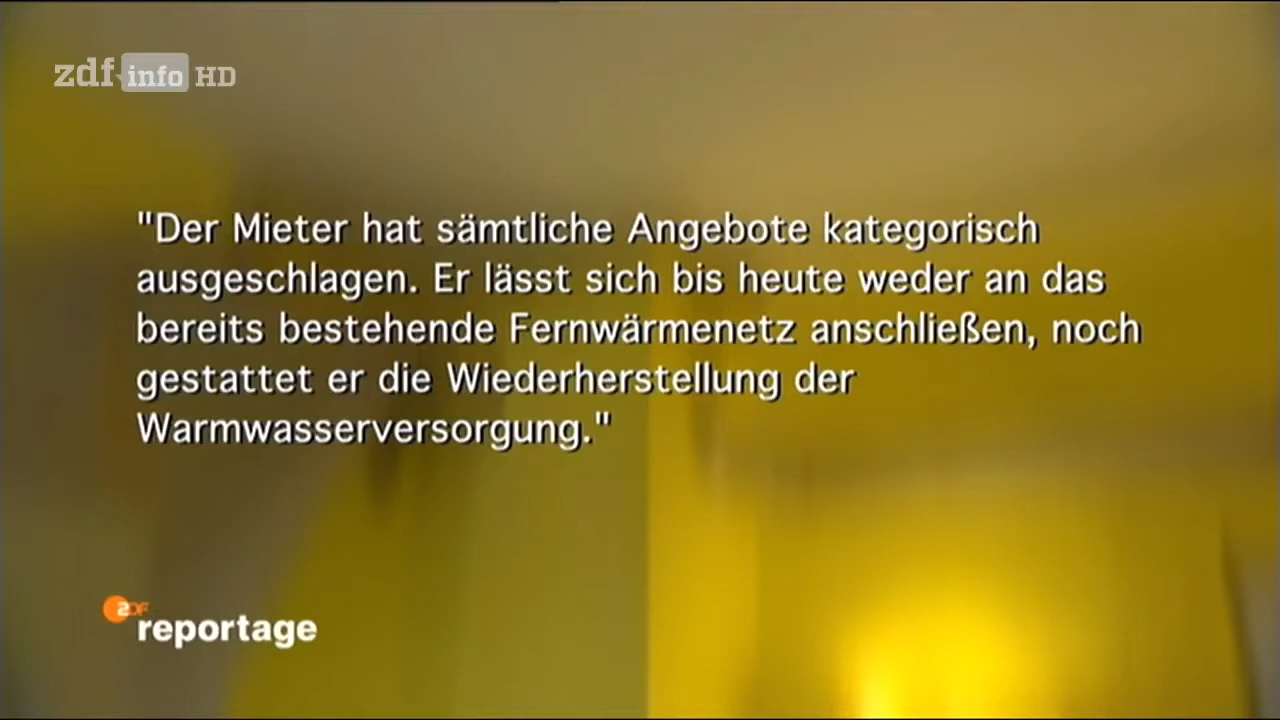 zdf info HD
"Der Mieter hat sämtliche Angebote kategorisch
ausgeschlagen. Er lässt sich bis heute weder an das
bereits bestehende Fernwärmenetz anschließen, noch
gestattet er die Wiederherstellung der
Warmwasserversorgung."
ZDF
reportage